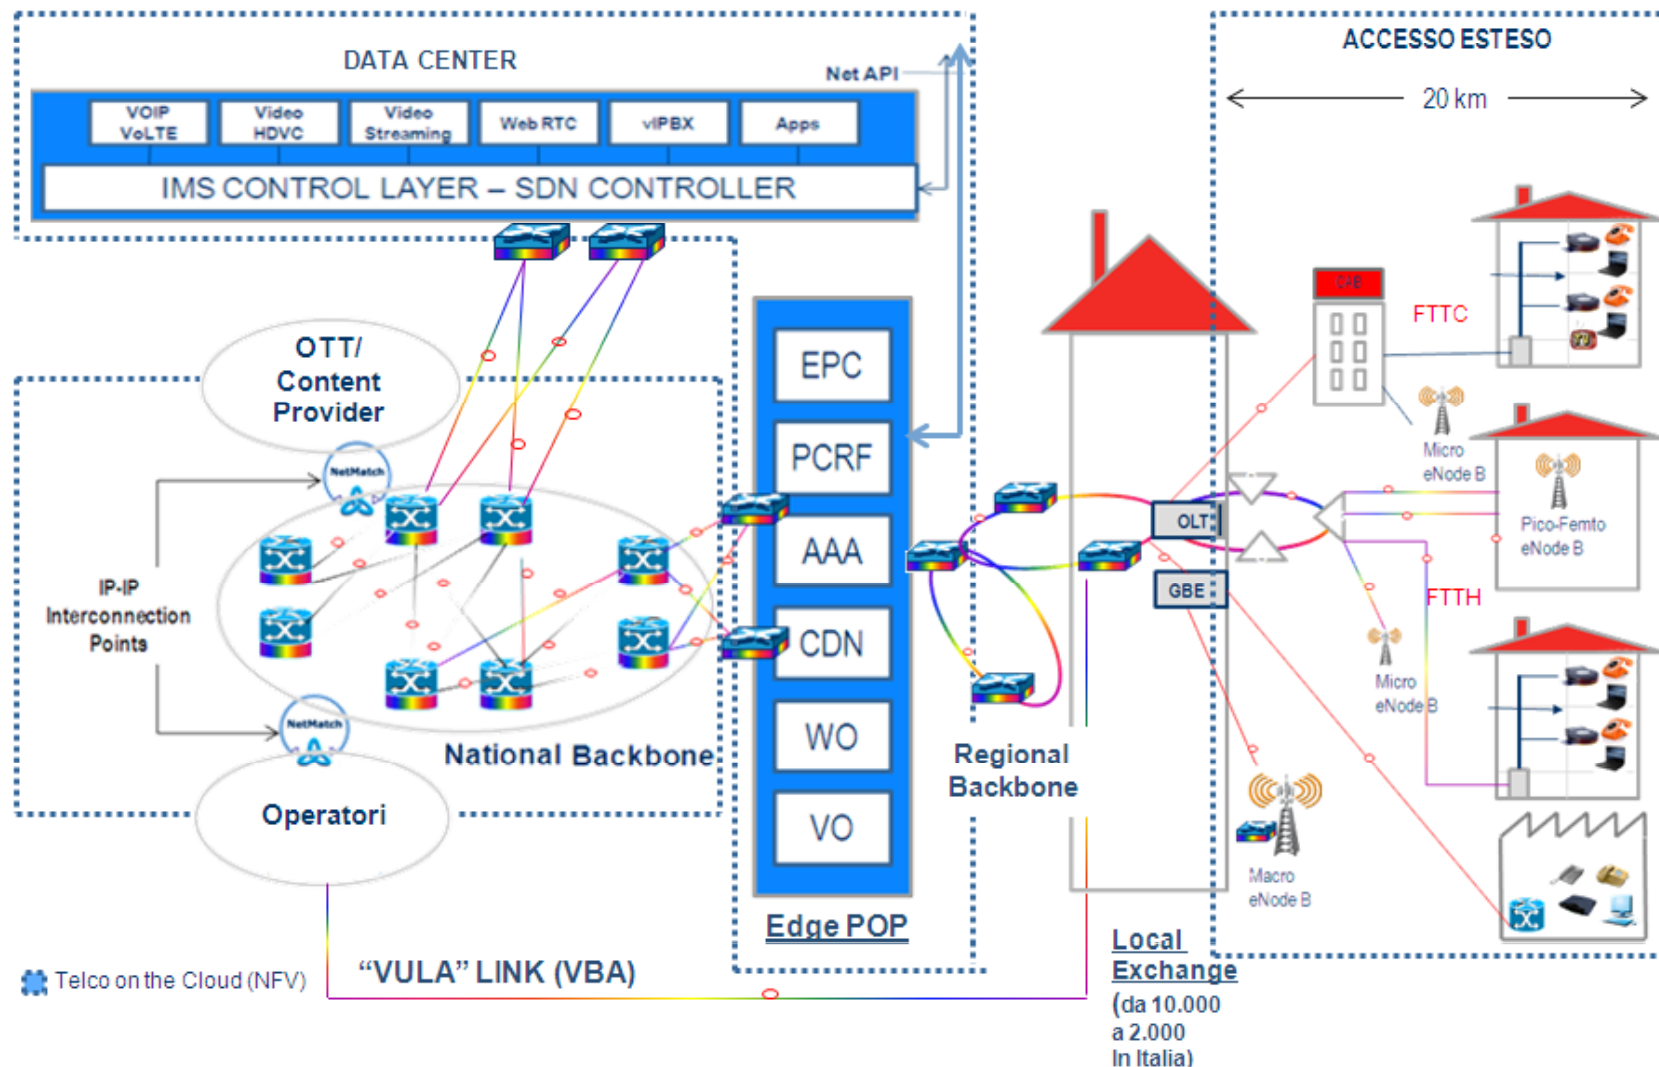 DATA CENTER
Net API
VOIP
VoLTE
Video
HDVC
Video
Streaming
Web RTC
vIPBX
Apps
IMS CONTROL LAYER – SDN CONTROLLER
ACCESSO ESTESO
20 km
CAB
FTTC
Micro
eNode B
Pico-Femto
eNode B
FTTH
Micro
eNode B
OTT/
Content
Provider
NetMatch
IP-IP
Interconnection
Points
NetMatch
National Backbone
Operatori
EPC
PCRF
AAA
CDN
WO
VO
Edge POP
Regional
Backbone
OLT
GBE
Macro
eNode B
Local
Exchange
(da 10.000
a 2.000
In Italia)
Telco on the Cloud (NFV)
“VULA” LINK (VBA)